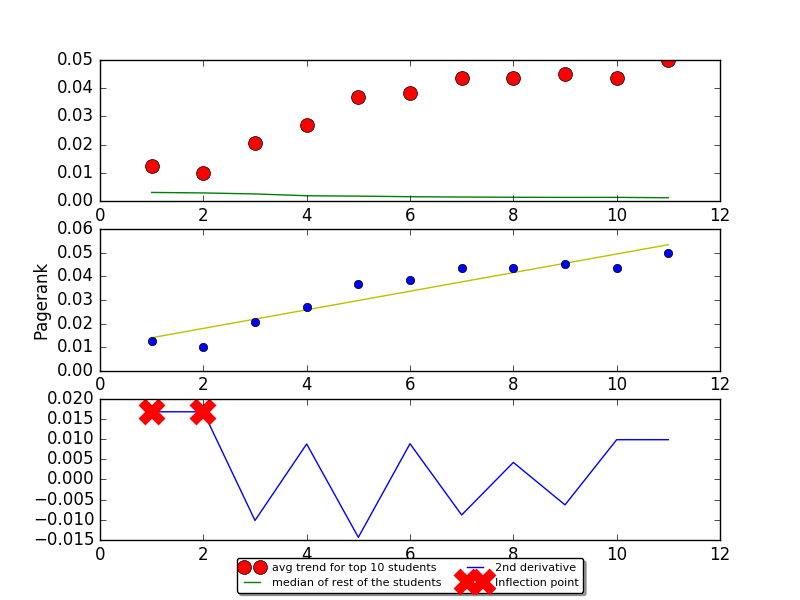 0.05
0.04
0.03
0.02
0.01
0.00
0 2 4 6 8 10 12
0.06
0.05
0.04
0.03
0.02
0.01
0.00
Pagerank
0 2 4 6 8 10 12
0.020
0.015
0.010
0.005
0.000
−0.005
−0.010
−0.015
0 2 4 6 8 10 12
avg trend for top 10 students
median of rest of the students
2nd derivative
Inflection point